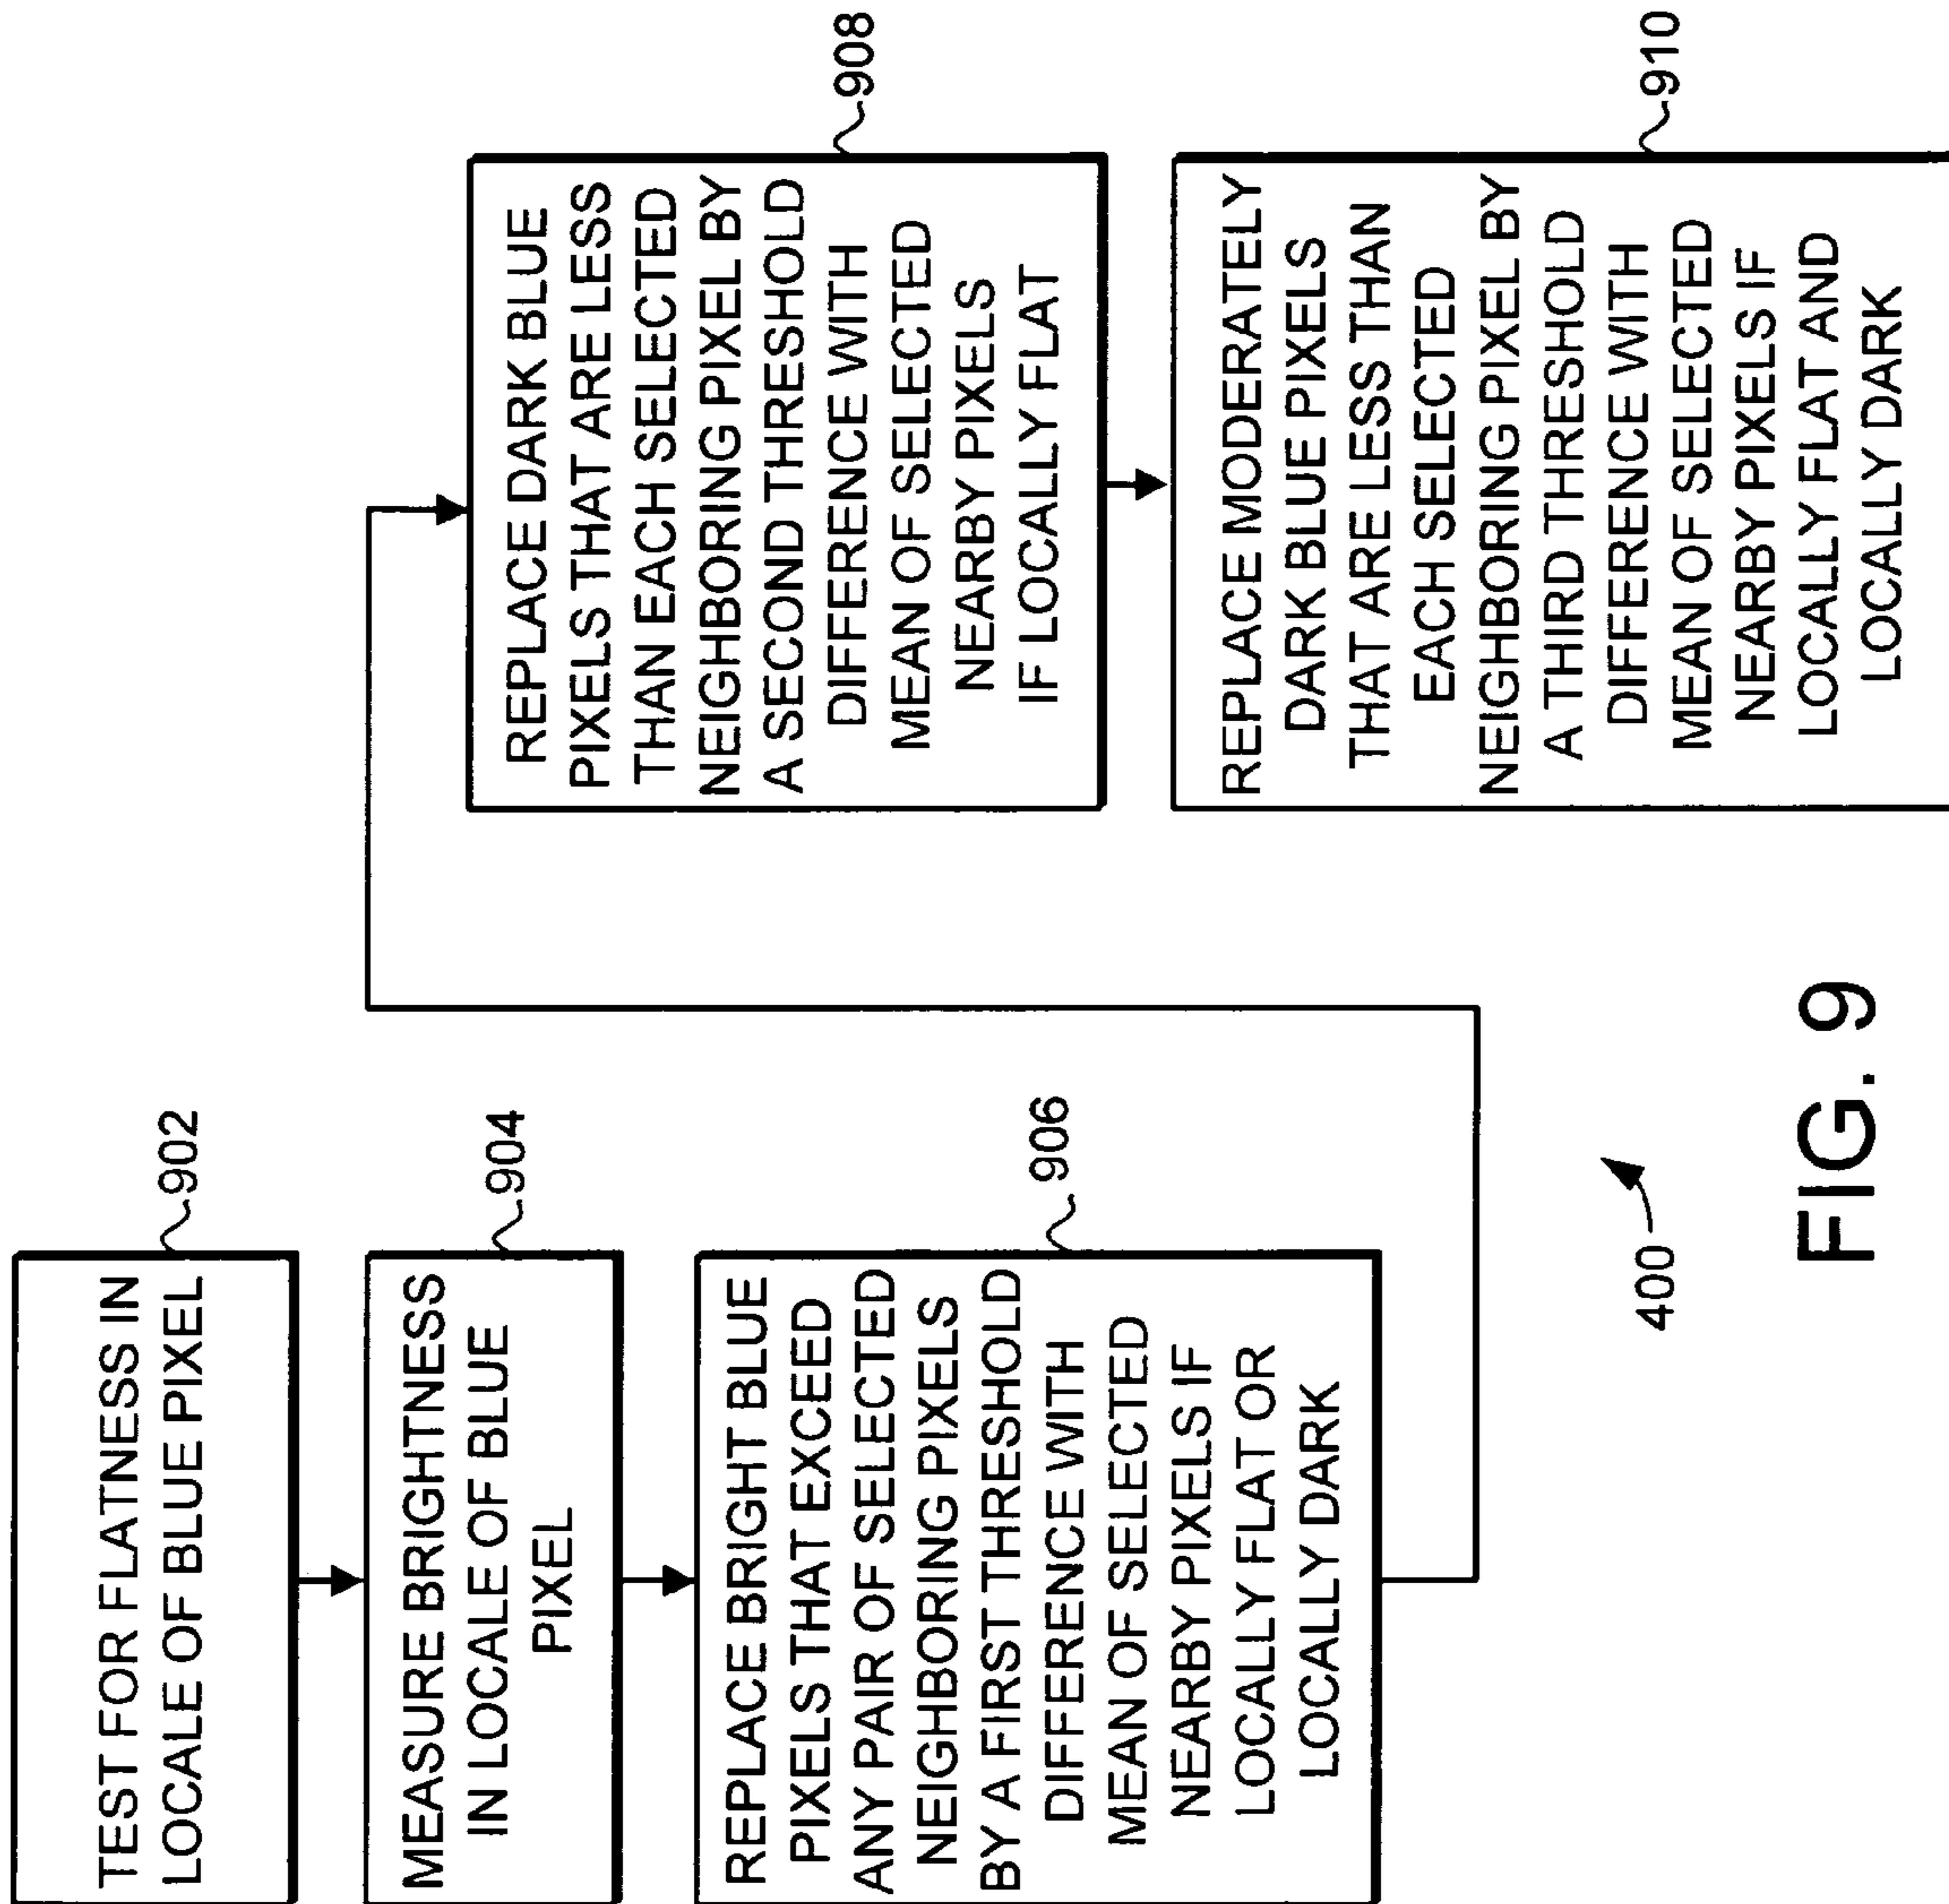 TEST FOR FLATNESS IN
LOCALE OF BLUE PIXEL
902
MEASURE BRIGHTNESS
IN LOCALE OF BLUE
PIXEL
904
REPLACE BRIGHT BLUE
PIXELS THAT EXCEED
ANY PAIR OF SELECTED
NEIGHBORING PIXELS
BY A FIRST THRESHOLD
DIFFERENCE WITH
MEAN OF SELECTED
NEARBY PIXELS IF
LOCALLY FLAT OR
LOCALLY DARK
906
REPLACE DARK BLUE
PIXELS THAT ARE LESS
THAN EACH SELECTED
NEIGHBORING PIXEL BY
A SECOND THRESHOLD
DIFFERENCE WITH
MEAN OF SELECTED
NEARBY PIXELS
IF LOCALLY FLAT
908
REPLACE MODERATELY
DARK BLUE PIXELS
THAT ARE LESS THAN
EACH SELECTED
NEIGHBORING PIXEL BY
A THIRD THRESHOLD
DIFFERENCE WITH
MEAN OF SELECTED
NEARBY PIXELS IF
LOCALLY FLAT AND
LOCALLY DARK
910
400
FIG. 9